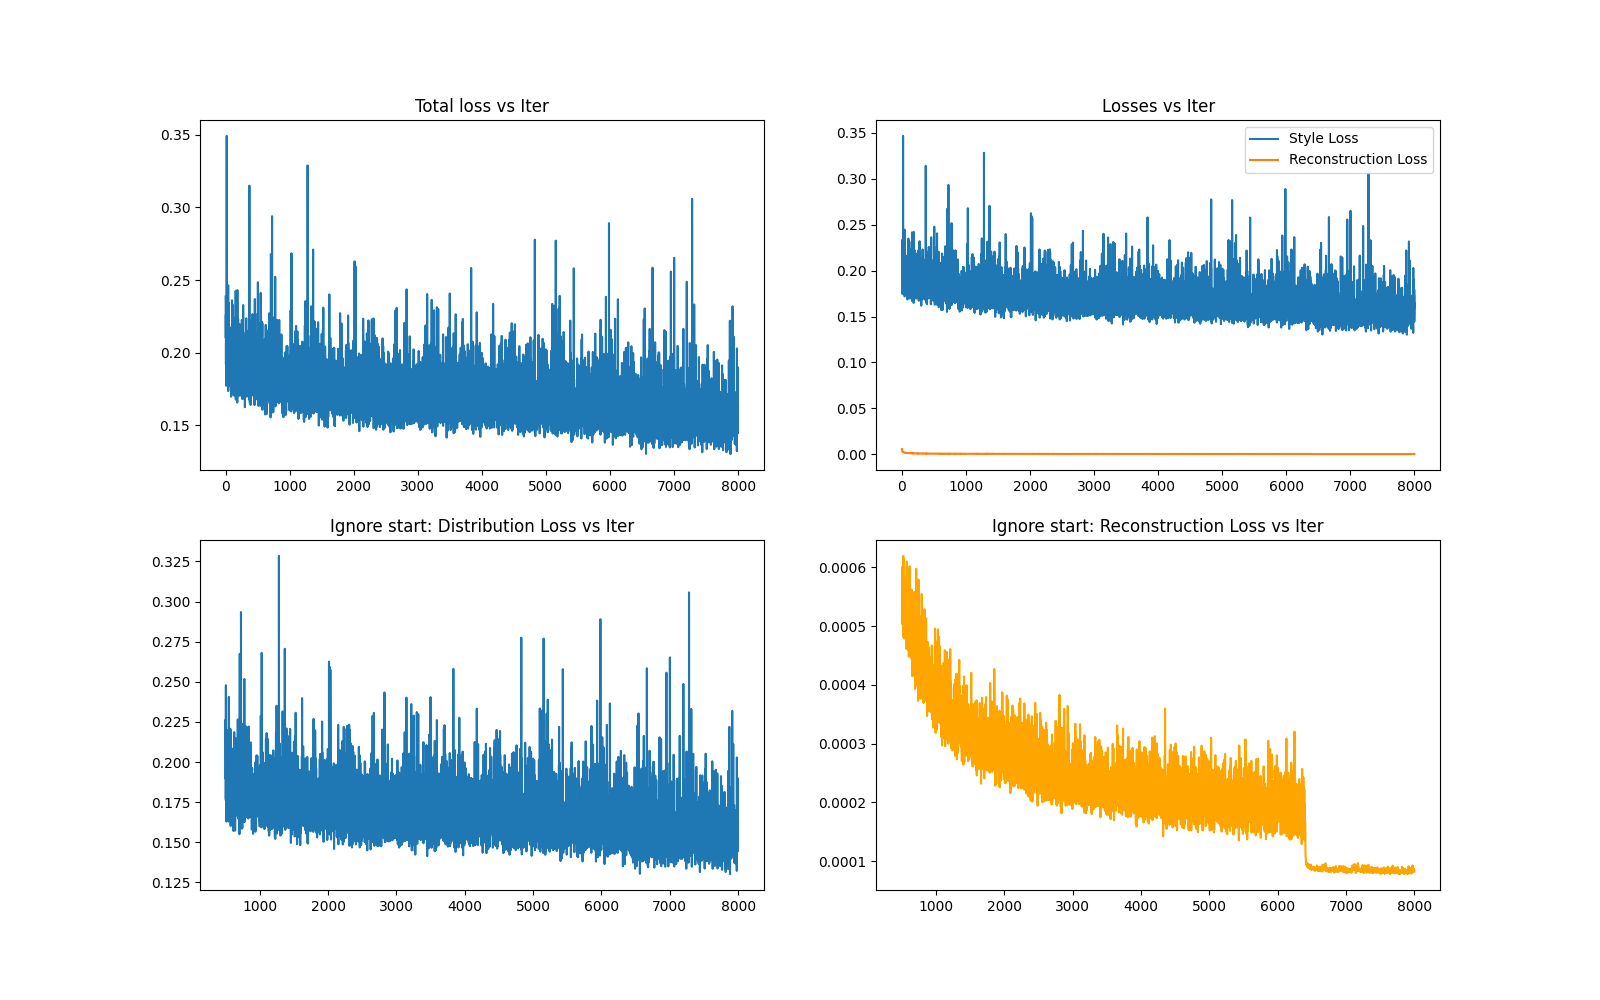 Total loss vs Iter
0.35
0.30
0.25
0.20
0.15
0 1000 2000 3000 4000 5000 6000 7000 8000
Losses vs Iter
Style Loss
Reconstruction Loss
0.35
0.30
0.25
0.20
0.15
0.10
0.05
0.00
0 1000 2000 3000 4000 5000 6000 7000 8000
Ignore start: Distribution Loss vs Iter
0.325
0.300
0.275
0.250
0.225
0.200
0.175
0.150
0.125
1000 2000 3000 4000 5000 6000 7000 8000
Ignore start: Reconstruction Loss vs Iter
0.0006
0.0005
0.0004
0.0003
0.0002
0.0001
1000 2000 3000 4000 5000 6000 7000 8000